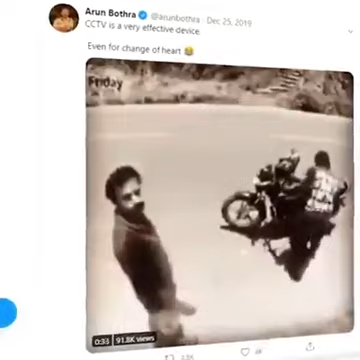 Arun Bothra @arunbothra · Dec 25, 2019
CCTV is a very effective device
Even for change of heart 😂
Friday
0:33 91.8K views